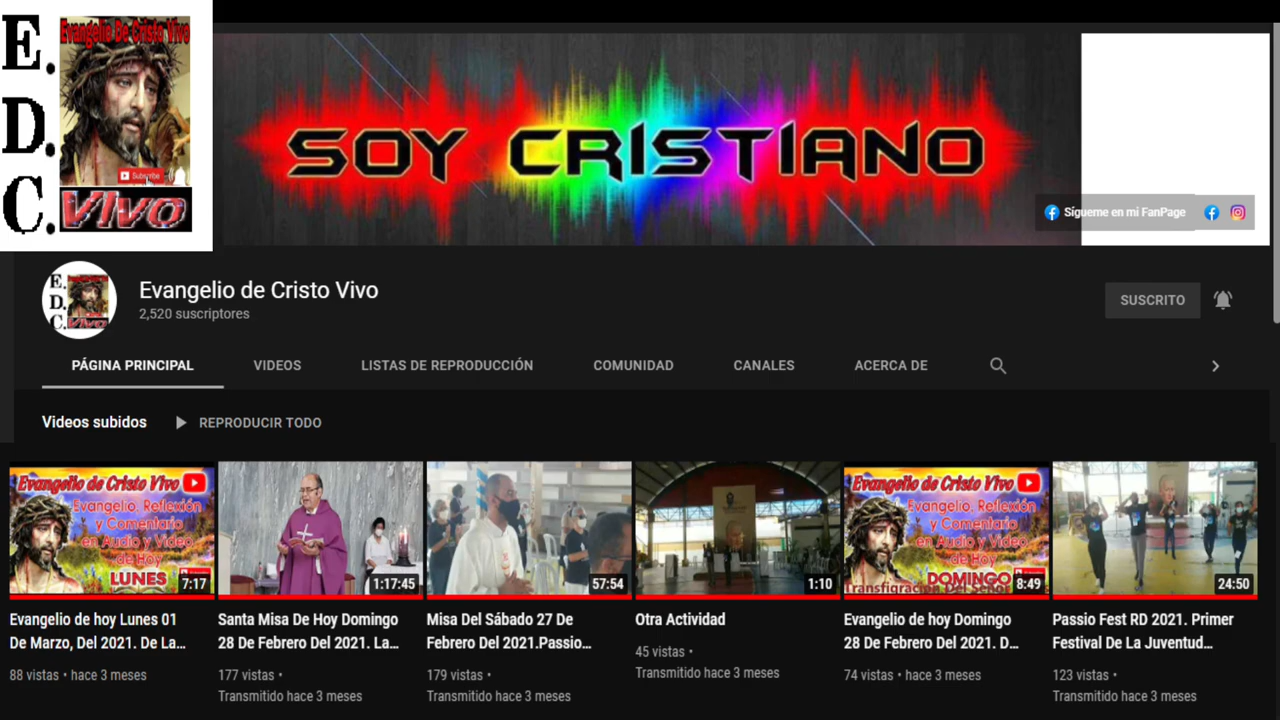 E.
D.
C.
Evangelio De Cristo Vivo
Subscribe
Vivo
SOY CRISTIANO
Sígueme en mi FanPage
E.
D.
C.
Vivo
Evangelio de Cristo Vivo
2,520 suscriptores
SUSCRITO
PÁGINA PRINCIPAL VIDEOS LISTAS DE REPRODUCCIÓN COMUNIDAD CANALES ACERCA DE
Videos subidos REPRODUCIR TODO
Evangelio de Cristo Vivo
Evangelio, Reflexión
y Comentario
en Audio y Video
de Hoy
LUNES
7:17
Evangelio de hoy Lunes 01
De Marzo, Del 2021. De La...
88 vistas • hace 3 meses
1:17:45
Santa Misa De Hoy Domingo
28 De Febrero Del 2021. La...
177 vistas •
Transmitido hace 3 meses
57:54
Misa Del Sábado 27 De
Febrero Del 2021.Passio...
179 vistas •
Transmitido hace 3 meses
1:10
Otra Actividad
45 vistas •
Transmitido hace 3 meses
Evangelio de Cristo Vivo
Evangelio, Reflexión
y Comentario
en Audio y Video
de Hoy
DOMINGO
Transfigración Del Señor
8:49
Evangelio de hoy Domingo
28 De Febrero Del 2021. D...
74 vistas • hace 3 meses
24:50
Passio Fest RD 2021. Primer
Festival De La Juventud...
123 vistas •
Transmitido hace 3 meses